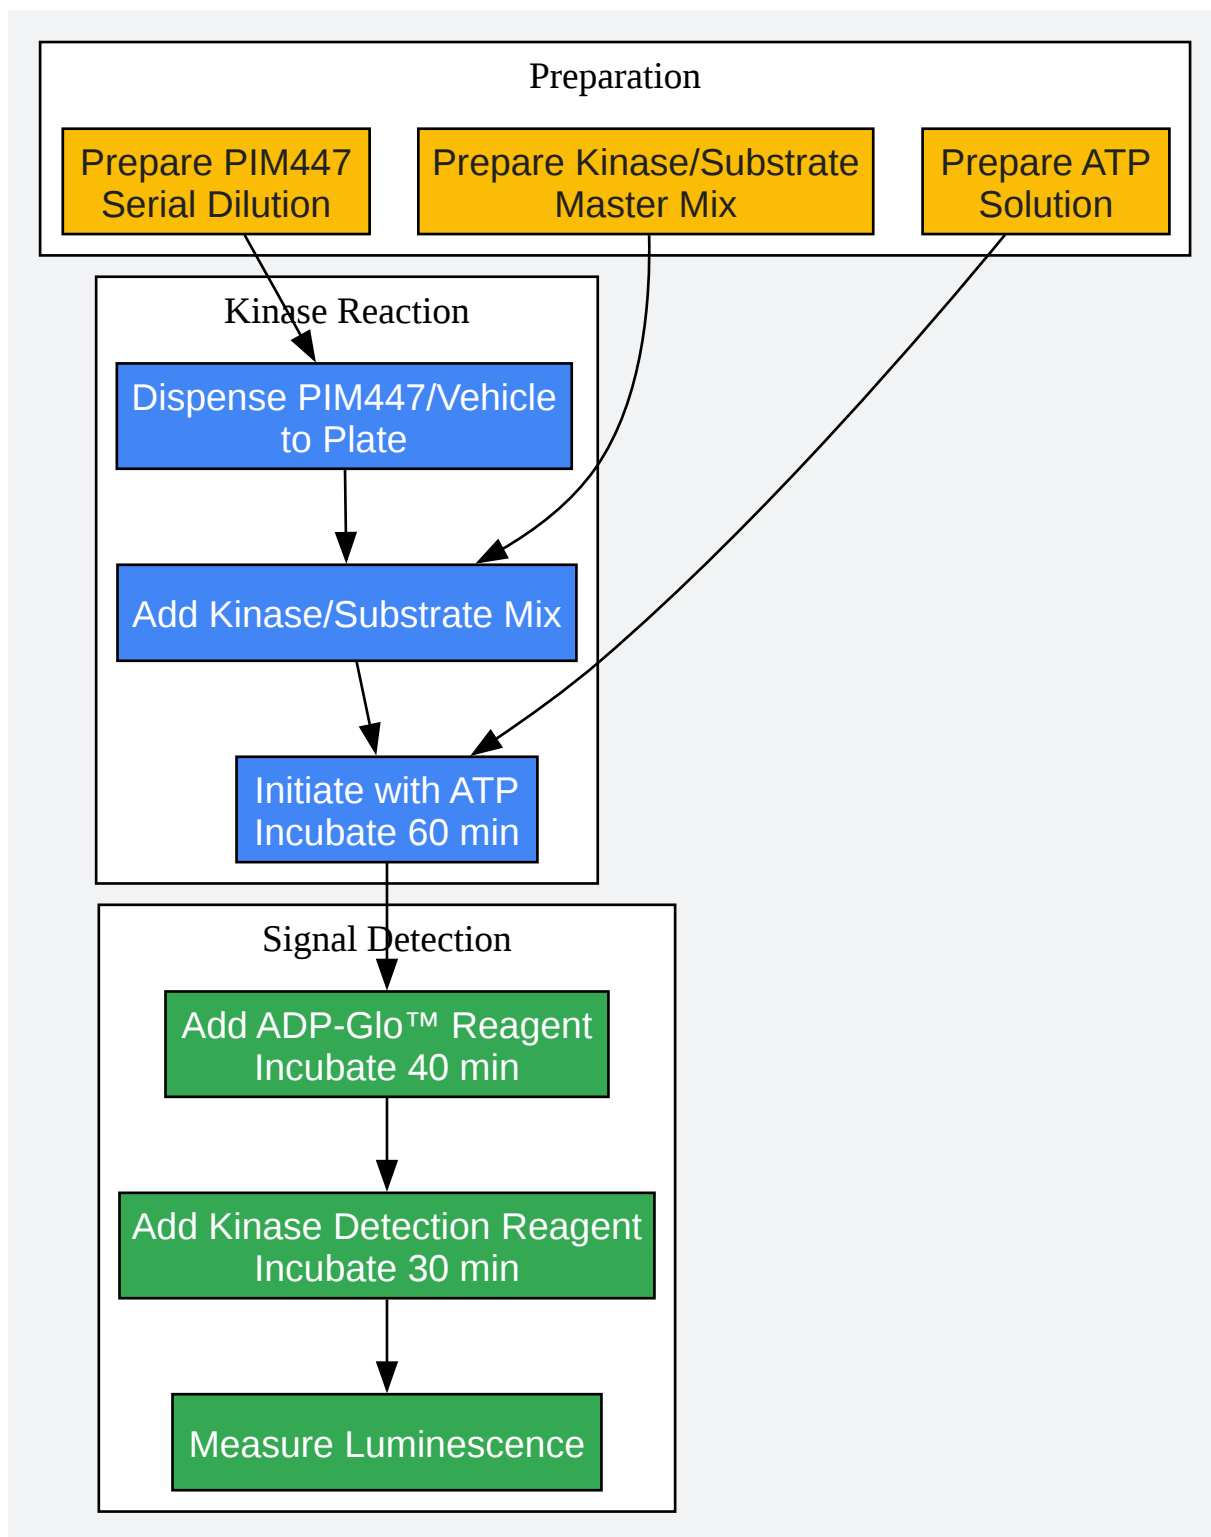 Preparation
Prepare PIM447
Serial Dilution
Prepare Kinase/Substrate
Master Mix
Prepare ATP
Solution
Kinase Reaction
Dispense PIM447/Vehicle
to Plate
Add Kinase/Substrate Mix
Initiate with ATP
Incubate 60 min
Signal Detection
Add ADP-Glo™ Reagent
Incubate 40 min
Add Kinase Detection Reagent
Incubate 30 min
Measure Luminescence